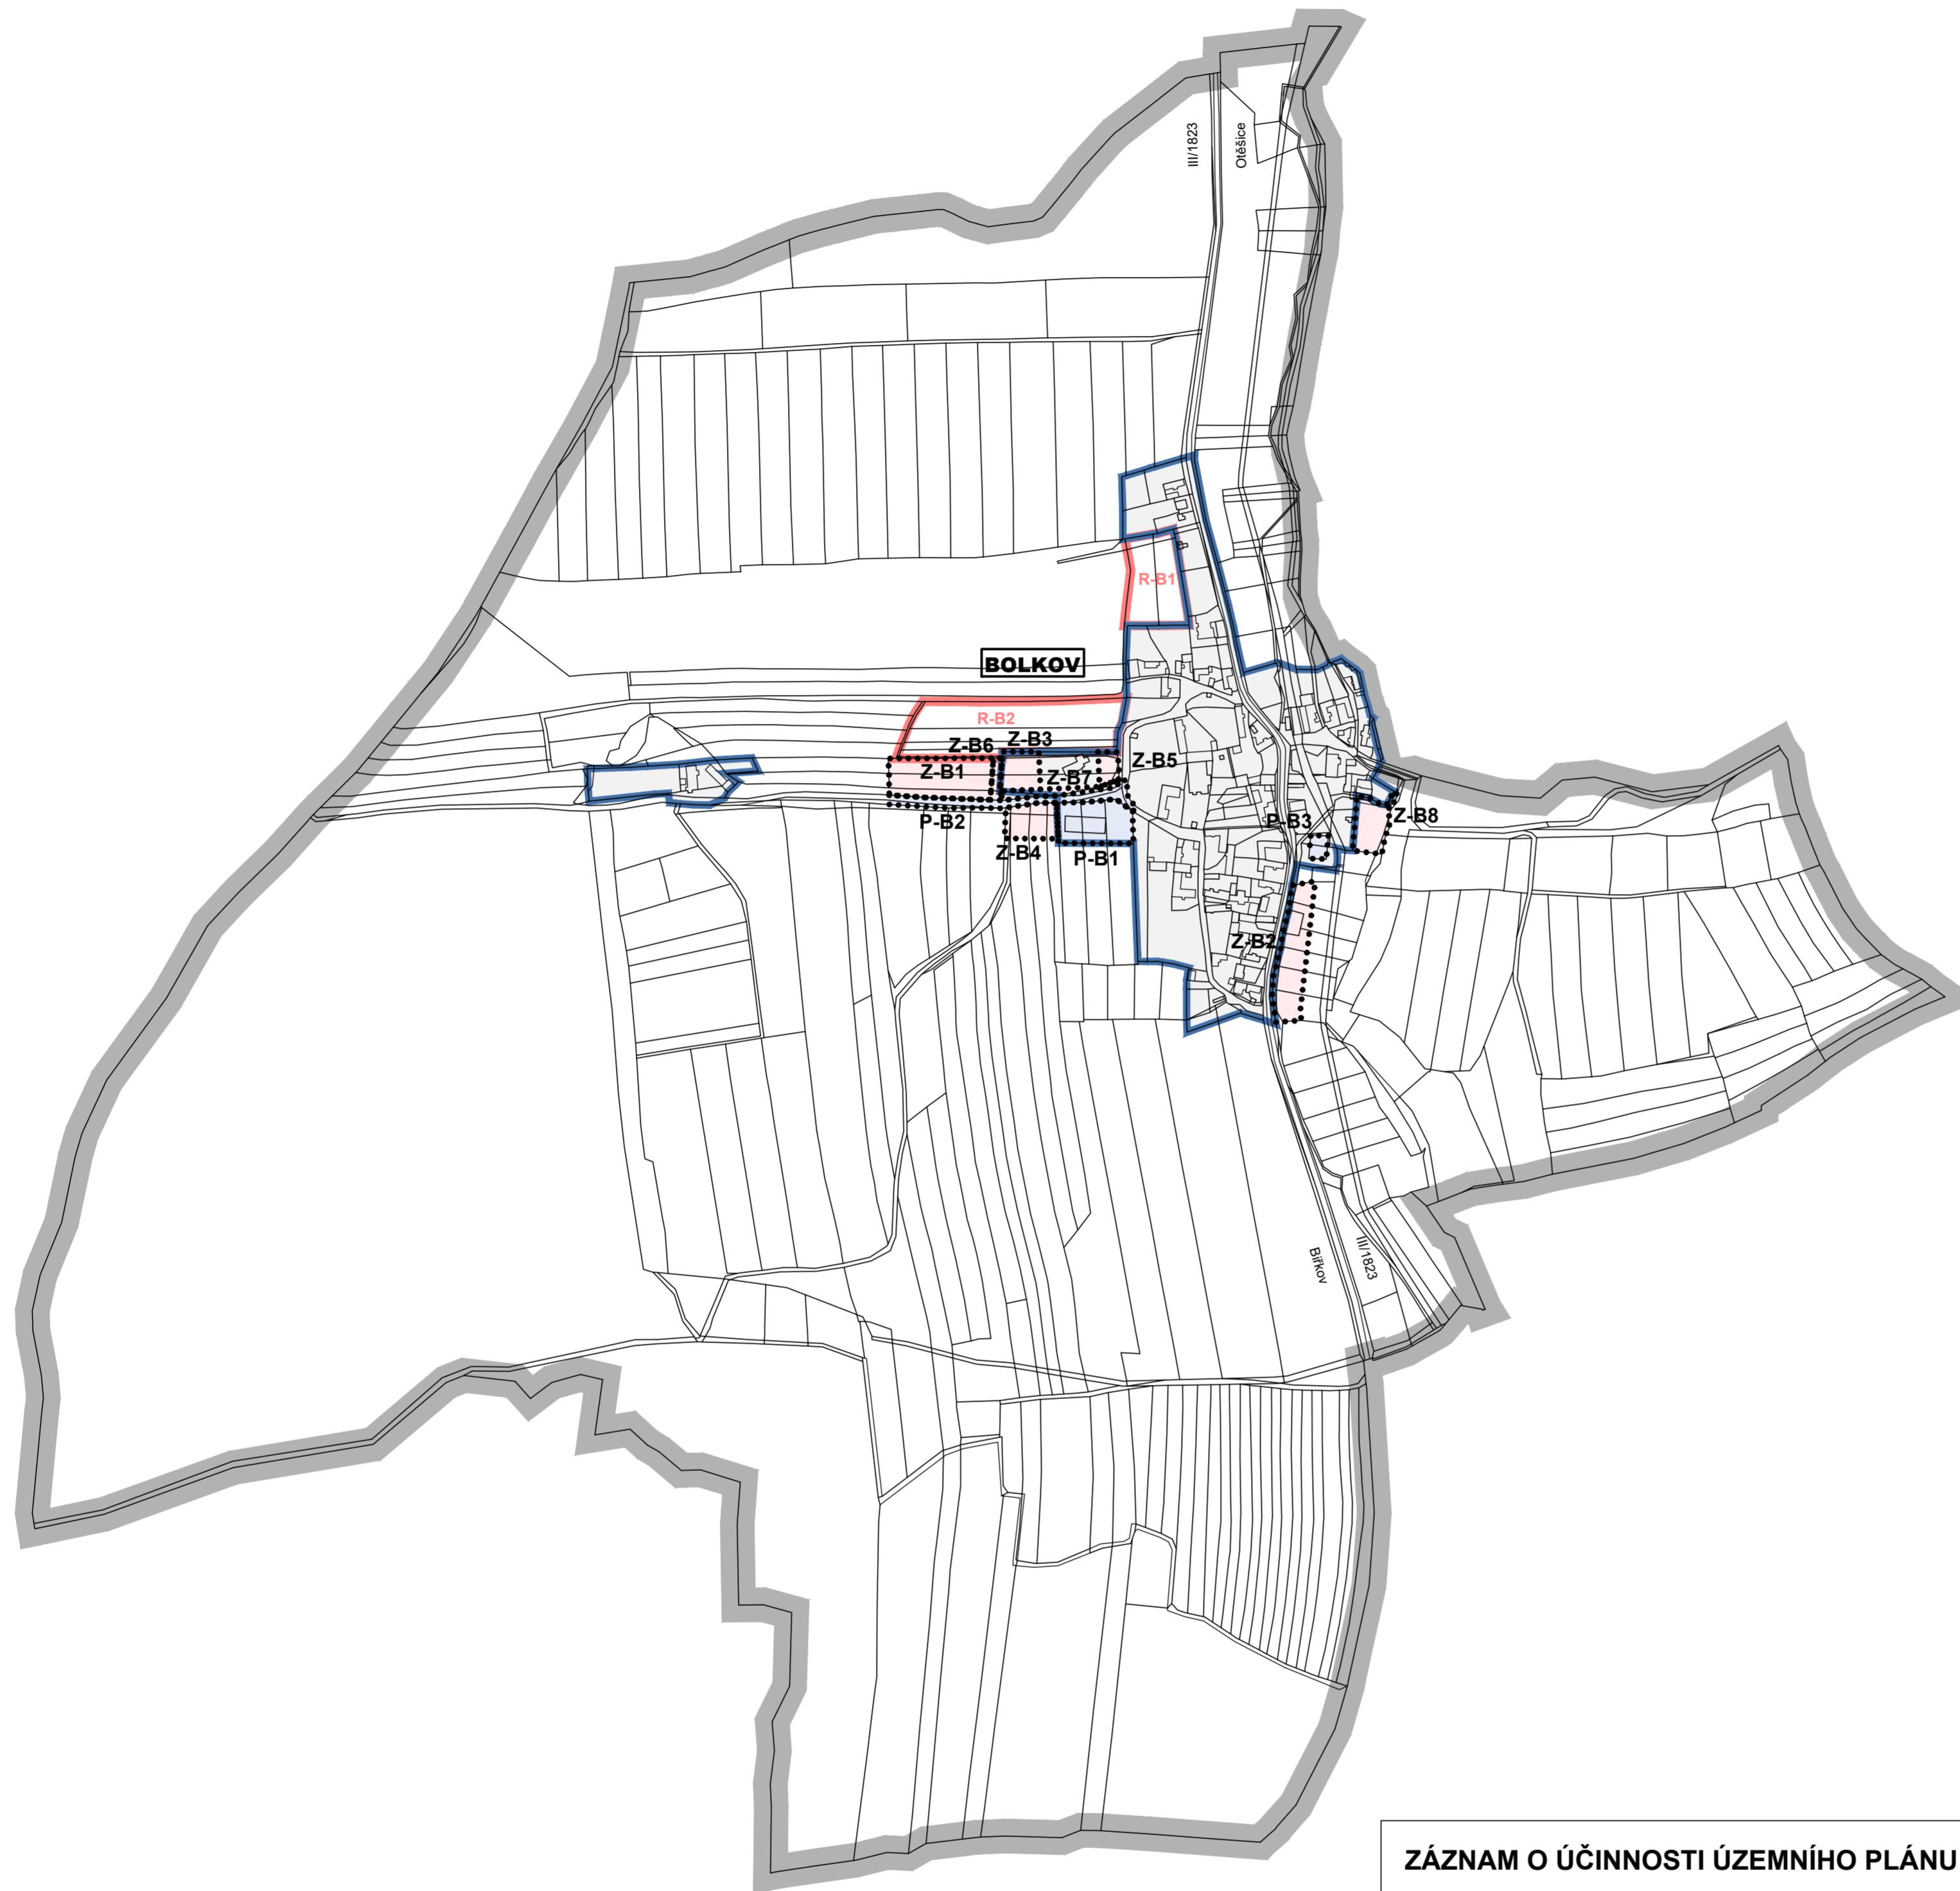 III/1823
Otěšice
R-B1
BOLKOV
R-B2
Z-B6
Z-B3
Z-B5
Z-B1
Z-B7
P-B2
P-B3
Z-B8
Z-B4
P-B1
Z-B2
Biřkov
III/1823
ZÁZNAM O ÚČINNOSTI ÚZEMNÍHO PLÁNU